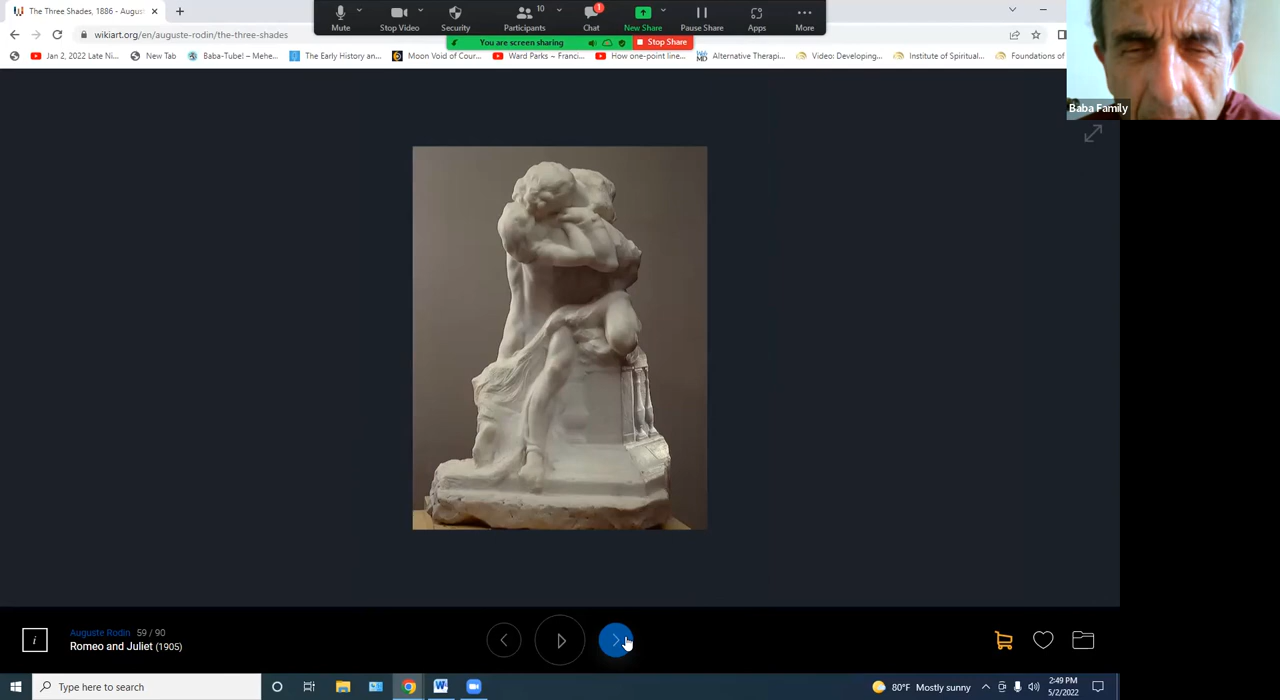 The Three Shades, 1886 - Augus
10
1
Mute
Stop Video
Security
Participants
Chat
New Share
Pause Share
Apps
More
You are screen sharing
Stop Share
wikiart.org/en/auguste-rodin/the-three-shades
Jan 2, 2022 Late Ni...
New Tab
Baba-Tube! – Mehe...
The Early History an...
Moon Void of Cour...
Ward Parks – Franci...
How one-point line...
Alternative Therapi...
Video: Developing...
Institute of Spiritual...
Foundations of
Baba Family
i
Auguste Rodin 59 / 90
Romeo and Juliet (1905)
Type here to search
80°F Mostly sunny
2:49 PM
5/2/2022